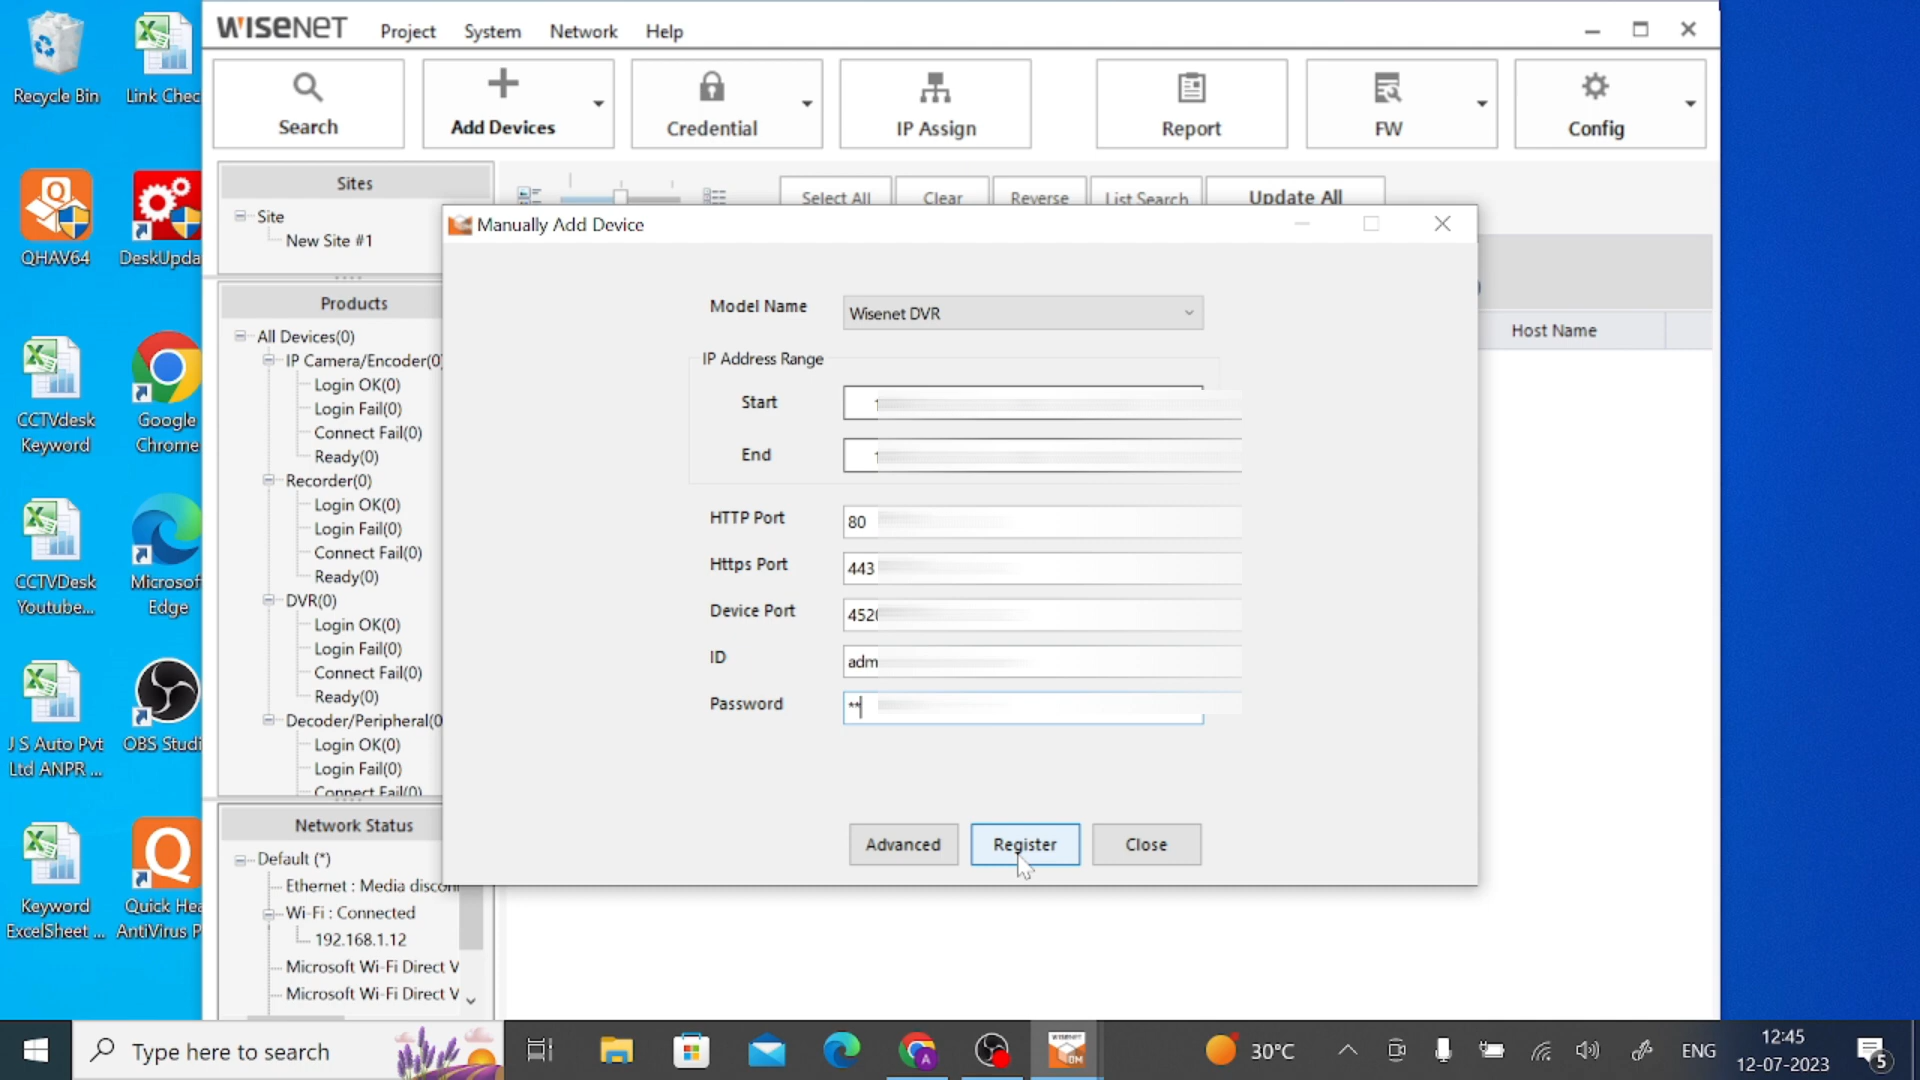 Recycle Bin
Link Chec
QHAV64
DeskUpda
CCTVdesk
Keyword
Google
Chrome
CCTVDesk
Youtube...
Microsof
Edge
J S Auto Pvt
Ltd ANPR ...
OBS Studi
Keyword
ExcelSheet ...
Quick Hea
AntiVirus P
WISENET
Project
System
Network
Help
Search
Add Devices
Credential
IP Assign
Report
FW
Config
Sites
Site
New Site #1
Products
All Devices(0)
IP Camera/Encoder(0)
Login OK(0)
Login Fail(0)
Connect Fail(0)
Ready(0)
Recorder(0)
Login OK(0)
Login Fail(0)
Connect Fail(0)
Ready(0)
DVR(0)
Login OK(0)
Login Fail(0)
Connect Fail(0)
Ready(0)
Decoder/Peripheral(0
Login OK(0)
Login Fail(0)
Connect Fail(0)
Network Status
Default (*)
Ethernet : Media disconn
Wi-Fi : Connected
192.168.1.12
Microsoft Wi-Fi Direct V
Microsoft Wi-Fi Direct V
Select All
Clear
Reverse
List Search
Update All
Host Name
Manually Add Device
Model Name
Wisenet DVR
IP Address Range
Start
End
HTTP Port
80
Https Port
443
Device Port
452
ID
adm
Password
**
Advanced
Register
Close
Type here to search
WISENET
DM
A
30°C
ENG
12:45
12-07-2023
5